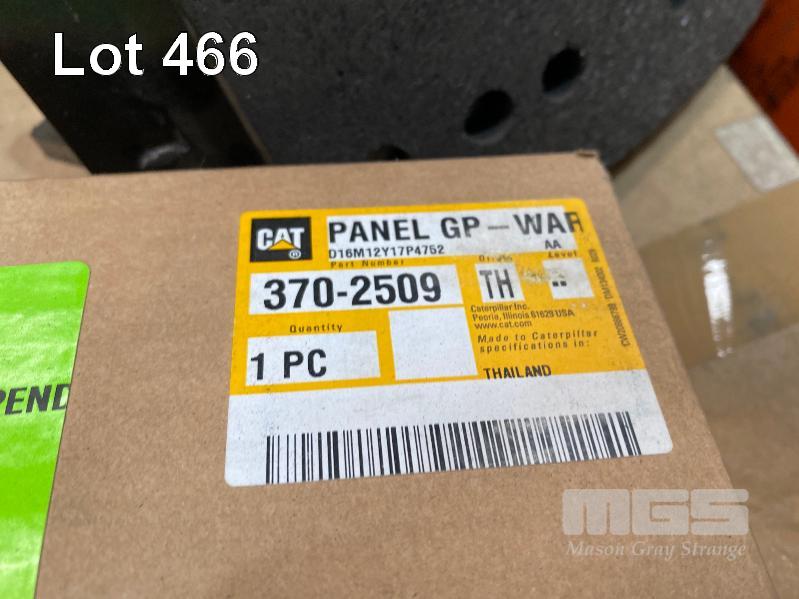 Lot 466
CAT
PANEL GP - WAR
D16M12Y17P4752
AA
Part Number
Level
370-2509
TH
Caterpillar Inc.
Peoria, Illinois 61629 USA
www.cat.com
Quantity
1 PC
Made to Caterpillar
specifications in:
THAILAND
PEND
MGS
Mason Gray Strange